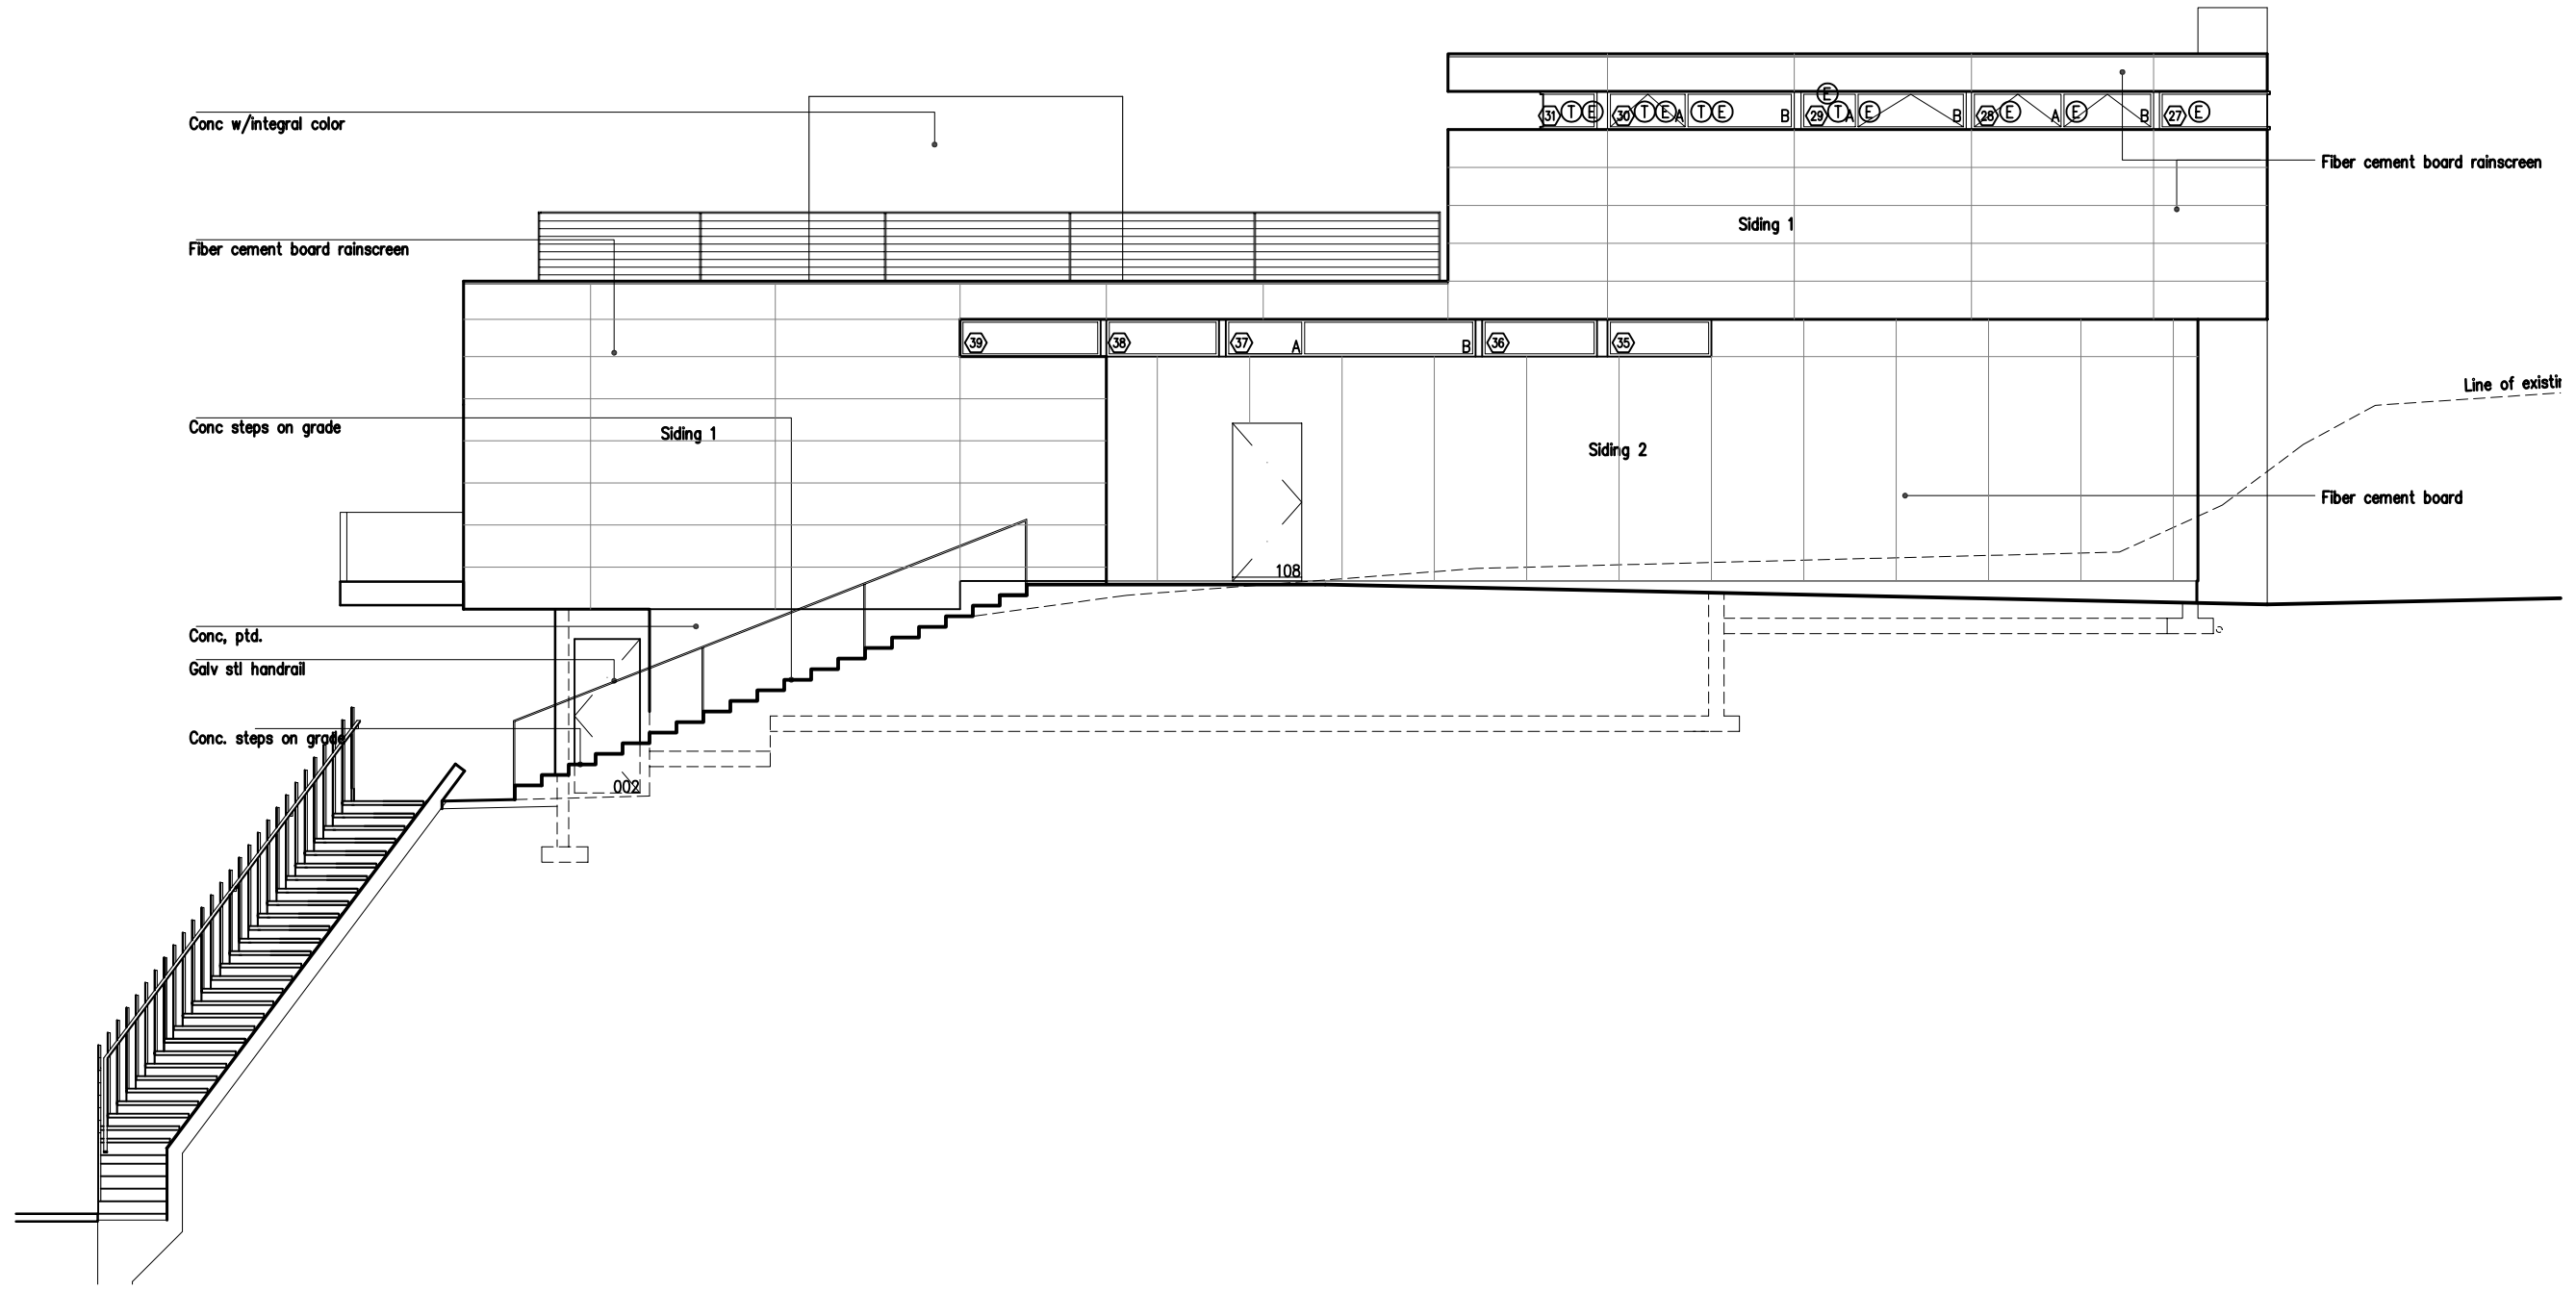 Conc w/integral color
31 T E 30 T E A T E B 29 E T A E B 28 E A E B 27 E
Fiber cement board rainscreen
Siding 1
Fiber cement board rainscreen
39 38 37 A B 36 35
Line of existin
Conc steps on grade
Siding 1
Siding 2
Fiber cement board
108
Conc, ptd.
Galv stl handrail
Conc. steps on grade
002